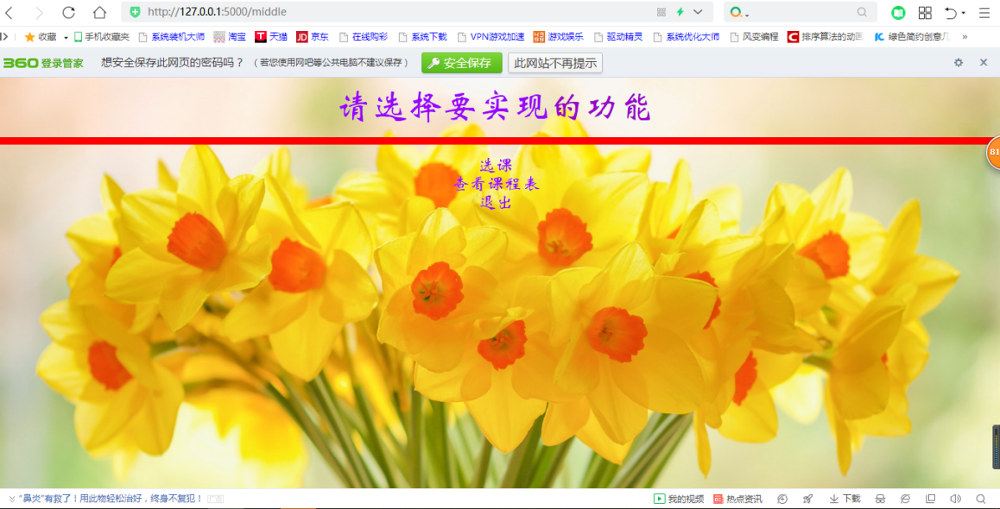 http://127.0.0.1:5000/middle
收藏 手机收藏夹 系统装机大师 淘宝 天猫 京东 在线购彩 系统下载 VPN游戏加速 游戏娱乐 驱动精灵 系统优化大师 风变编程 排序算法的动画 绿色简约创意 »
360登录管家 想安全保存此网页的密码吗？（若您使用网吧等公共电脑不建议保存） 安全保存 此网站不再提示
请选择要实现的功能
81
选课
查看课程表
退出
“鼻炎”有救了！用此物轻松治好，终身不复犯！ 广告 我的视频 热点资讯 下载